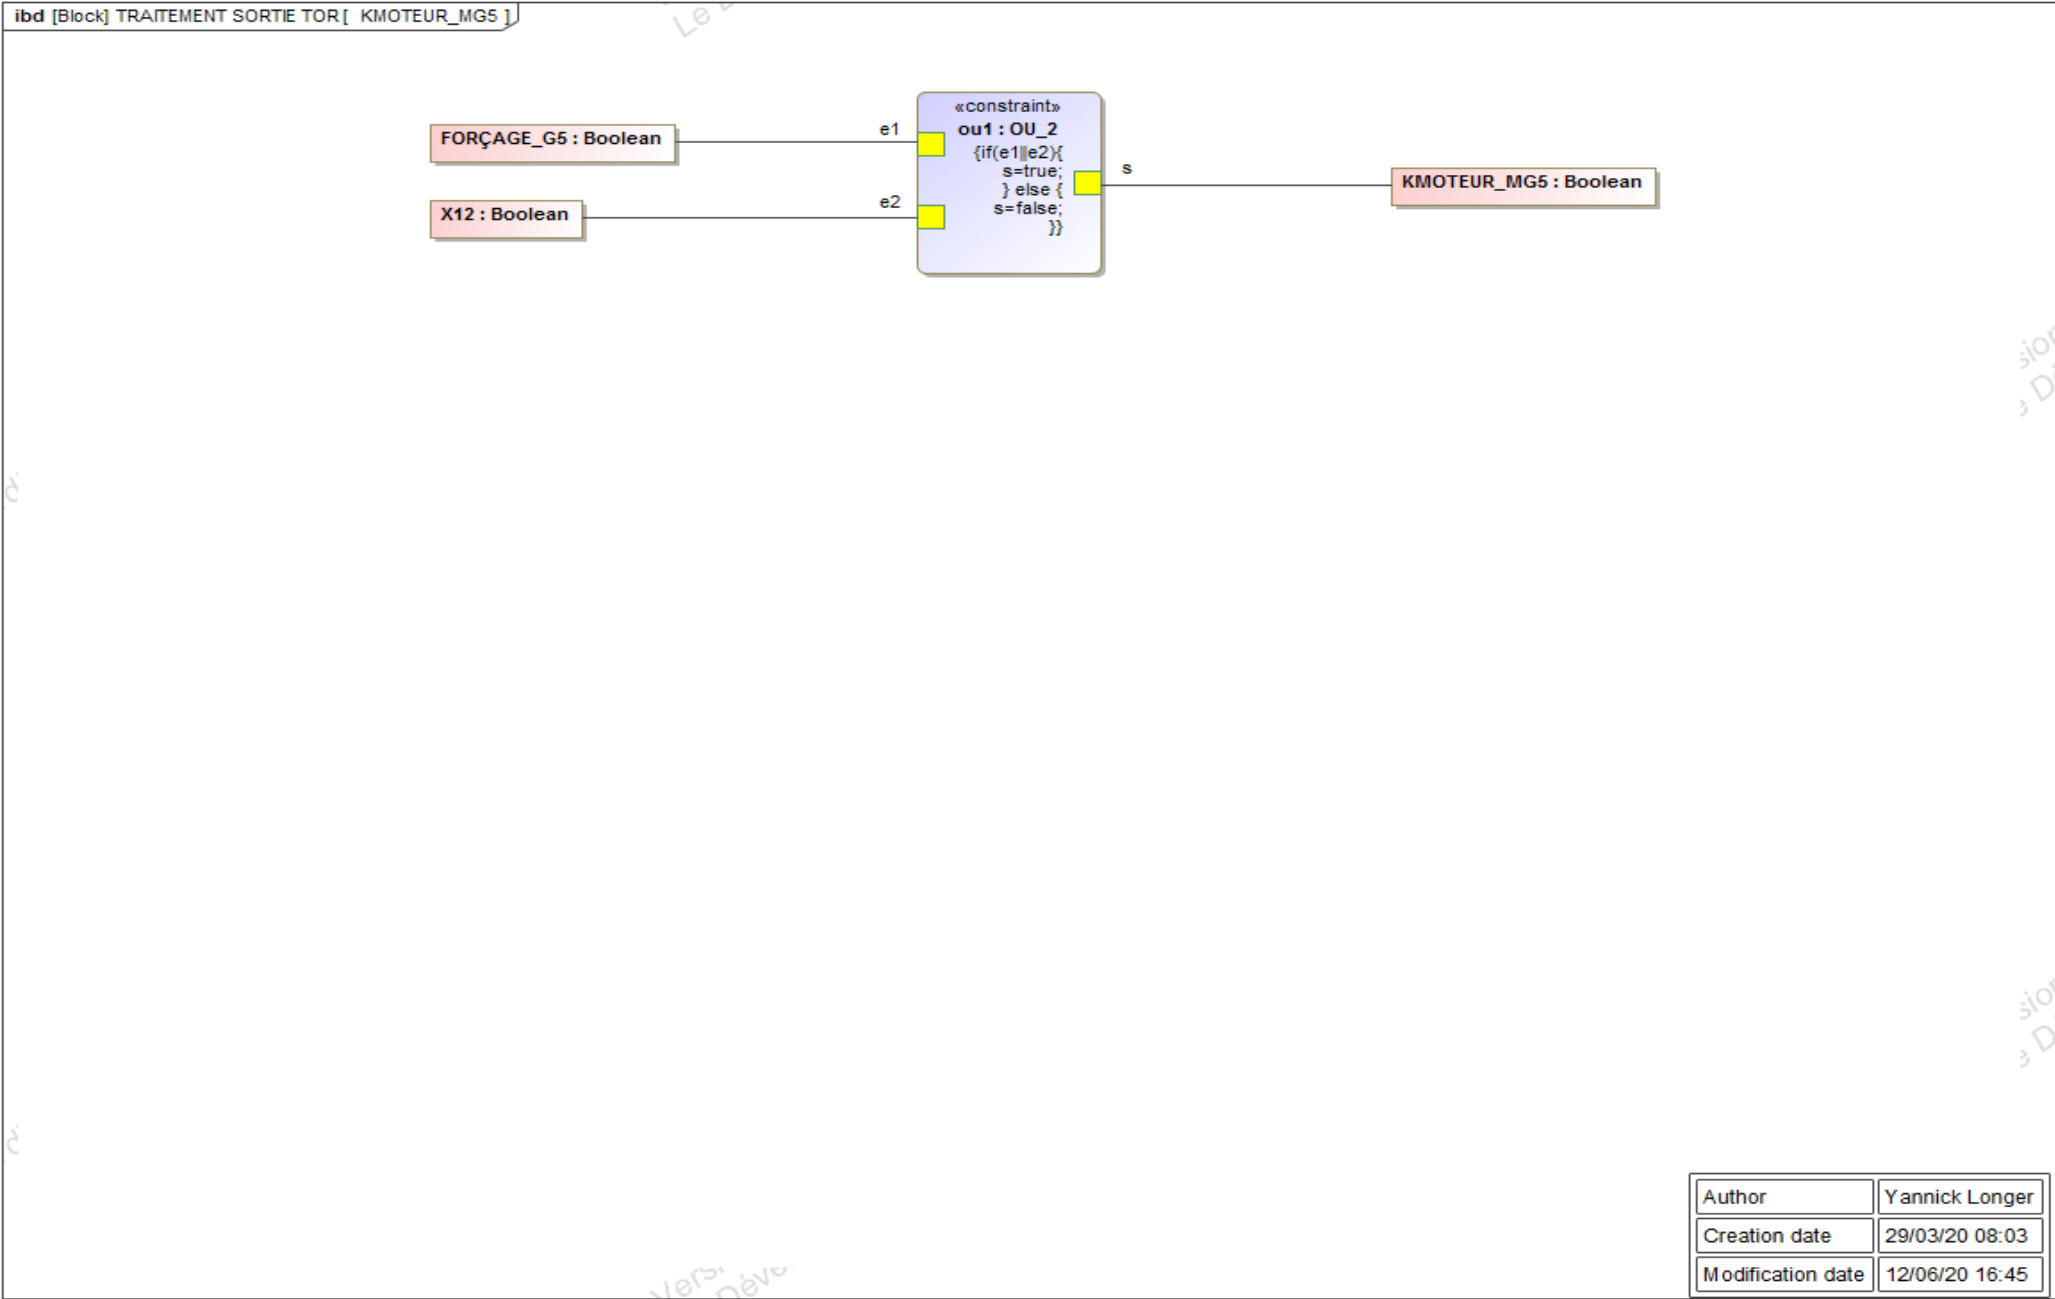 ibd [Block] TRAITEMENT SORTIE TOR [ KMOTEUR_MG5 ]
Le
«constraint»
ou1 : OU_2
{if(e1||e2){
s=true;
} else {
s=false;
}}
FORÇAGE_G5 : Boolean
e1
X12 : Boolean
e2
s
KMOTEUR_MG5 : Boolean
Author Yannick Longer
Creation date 29/03/20 08:03
Modification date 12/06/20 16:45